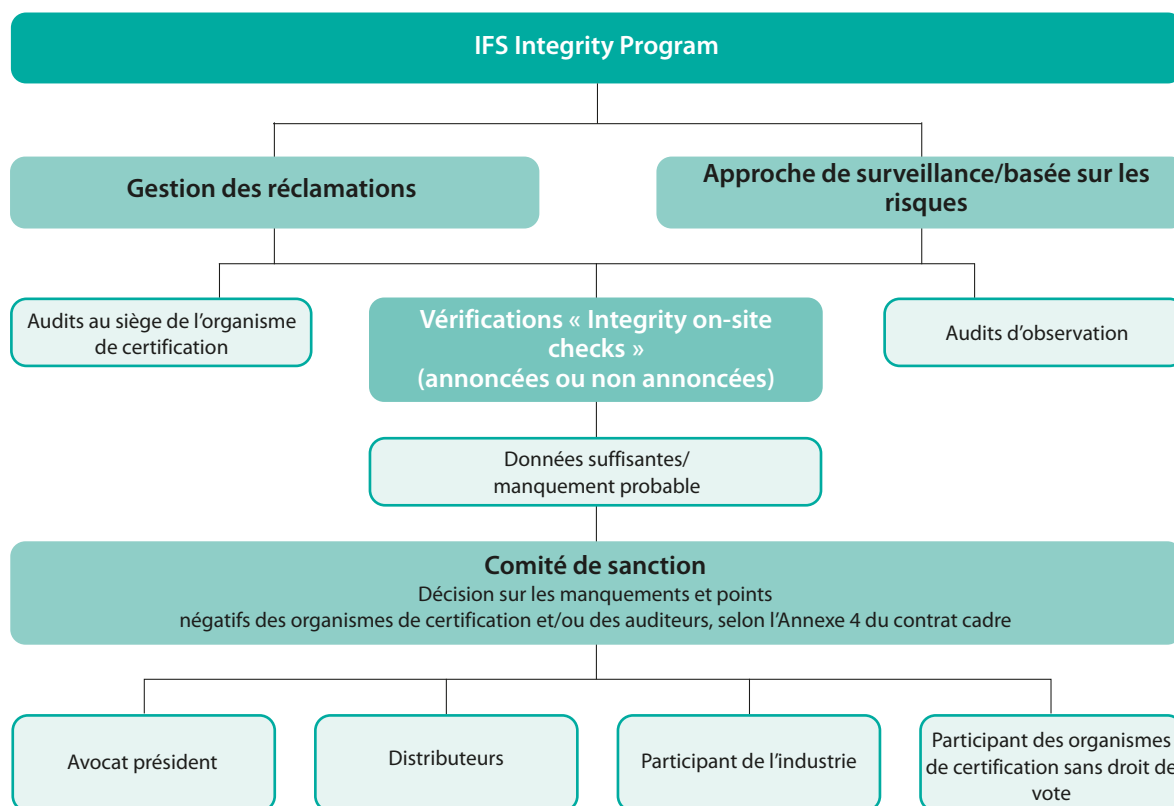 IFS Integrity Program
Gestion des réclamations
Approche de surveillance/basée sur les
risques
Audits au siège de l’organisme
de certification
Vérifications « Integrity on-site
checks »
(annoncées ou non annoncées)
Audits d’observation
Données suffisantes/
manquement probable
Comité de sanction
Décision sur les manquements et points
négatifs des organismes de certification et/ou des auditeurs, selon l’Annexe 4 du contrat cadre
Avocat président
Distributeurs
Participant de l’industrie
Participant des organismes
de certification sans droit de
vote